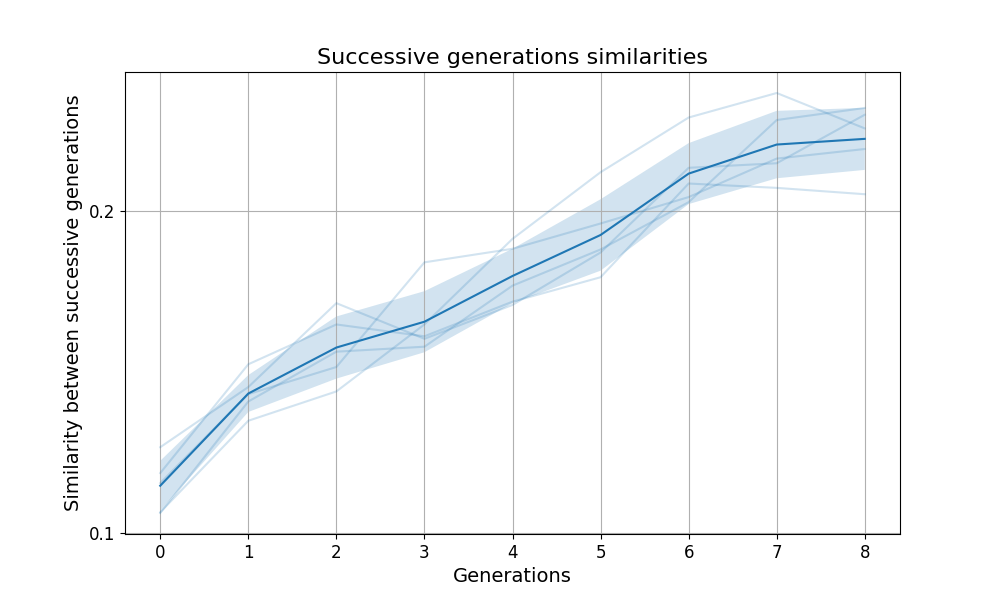 Successive generations similarities
Similarity between successive generations
0.2
0.1
0 1 2 3 4 5 6 7 8
Generations